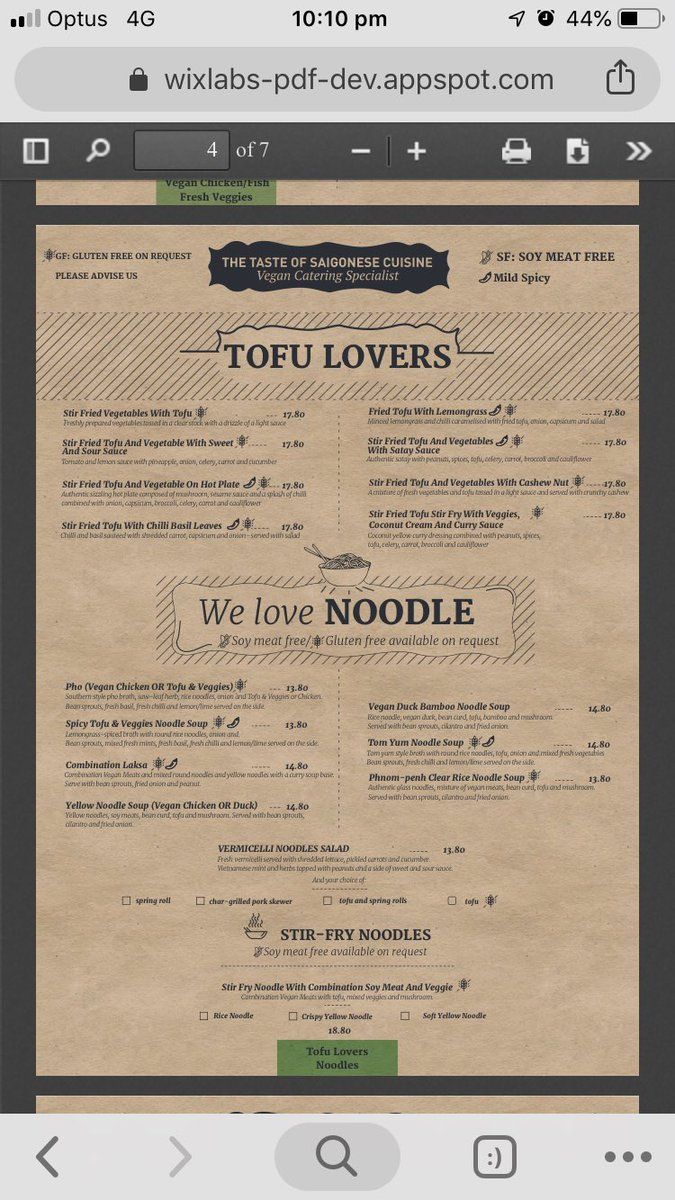 Optus 4G 10:10 pm 44%
wixlabs-pdf-dev.appspot.com
4 of 7
Vegan Chicken/Fish
Fresh Veggies
GF: GLUTEN FREE ON REQUEST
PLEASE ADVISE US
THE TASTE OF SAIGONESE CUISINE
Vegan Catering Specialist
SF: SOY MEAT FREE
Mild Spicy
TOFU LOVERS
Stir Fried Vegetables With Tofu ---- 17.80
Freshly prepared vegetables tossed in a clear stock with a drizzle of a light sauce
Stir Fried Tofu And Vegetable With Sweet ---- 17.80
And Sour Sauce
Tomato and lemon sauce with pineapple, onion, celery, carrot and cucumber
Stir Fried Tofu And Vegetable On Hot Plate ---- 17.80
Authentic sizzling hot plate composed of mushroom, sesame sauce and a splash of chilli
combined with onion, capsicum, broccoli, celery, carrot and cauliflower
Stir Fried Tofu With Chilli Basil Leaves ---- 17.80
Chilli and basil sauteed with shredded carrot, capsicum and onion-served with salad
Fried Tofu With Lemongrass ----- 17.80
Minced lemongrass and chilli caramelised with fried tofu, onion, capsicum and salad
Stir Fried Tofu And Vegetables ----- 17.80
With Satay Sauce
Authentic satay with peanuts, spices, tofu, celery, carrot, broccoli and cauliflower
Stir Fried Tofu And Vegetables With Cashew Nut ----- 17.80
A mixture of fresh vegetables and tofu tossed in a light sauce and served with crunchy cashew
Stir Fried Tofu Stir Fry With Veggies, ----- 17.80
Coconut Cream And Curry Sauce
Coconut yellow curry dressing combined with peanuts, spices,
tofu, celery, carrot, broccoli and cauliflower
We love NOODLE
Soy meat free/Gluten free available on request
Pho (Vegan Chicken OR Tofu & Veggies) --- 13.80
Southern style pho broth, saw-leaf herb, rice noodles, onion and Tofu & Veggies or Chicken.
Bean sprouts, fresh basil, fresh chilli and lemon/lime served on the side.
Spicy Tofu & Veggies Noodle Soup --- 13.80
Lemongrass-spiced broth with round rice noodles, onion and
Bean sprouts, mixed fresh mints, fresh basil, fresh chilli and lemon/lime served on the side.
Combination Laksa --- 14.80
Combination Vegan Meats and mixed round noodles and yellow noodles with a curry soup base.
Serve with bean sprouts, fried onion and peanut.
Yellow Noodle Soup (Vegan Chicken OR Duck) --- 14.80
Yellow noodles, soy meats, bean curd, tofu and mushroom. Served with bean sprouts,
cilantro and fried onion.
Vegan Duck Bamboo Noodle Soup ----- 14.80
Rice noodle, vegan duck, bean curd, tofu, bamboo and mushroom.
Served with bean sprouts, cilantro and fried onion.
Tom Yum Noodle Soup ----- 14.80
Tom yum style broth with round rice noodles, tofu, onion and mixed fresh vegetables
Bean sprouts, fresh chilli and lemon/lime served on the side.
Phnom-penh Clear Rice Noodle Soup ----- 13.80
Authentic glass noodles, mixture of vegan meats, bean curd, tofu and mushroom.
Served with bean sprouts, cilantro and fried onion.
VERMICELLI NOODLES SALAD ----- 13.80
Fresh vermicelli served with shredded lettuce, pickled carrots and cucumber.
Vietnamese mint and herbs topped with peanuts and a side of sweet and sour sauce.
And your choice of:
spring roll
char-grilled pork skewer
tofu and spring rolls
tofu
STIR-FRY NOODLES
Soy meat free available on request
Stir Fry Noodle With Combination Soy Meat And Veggie
Combination Vegan Meats with tofu, mixed veggies and mushroom.
Rice Noodle
Crispy Yellow Noodle
Soft Yellow Noodle
18.80
Tofu Lovers
Noodles
:)